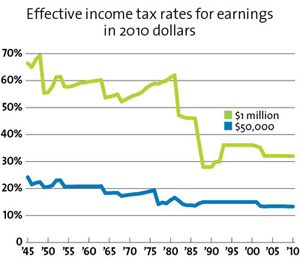 Effective income tax rates for earnings
in 2010 dollars
70%
60%
50%
40%
30%
20%
10%
0
$1 million
$50,000
'45 '50 '55 '60 '65 '70 '75 '80 '85 '90 '95 '00 '05 '10